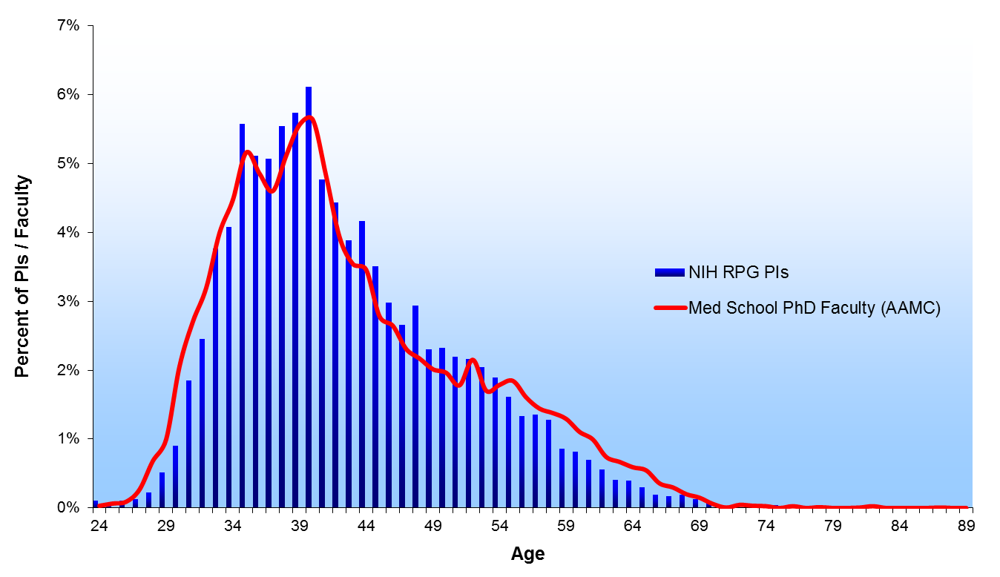 7%
6%
5%
4%
3%
2%
1%
0%
Percent of PIs / Faculty
NIH RPG PIs
Med School PhD Faculty (AAMC)
24 29 34 39 44 49 54 59 64 69 74 79 84 89
Age